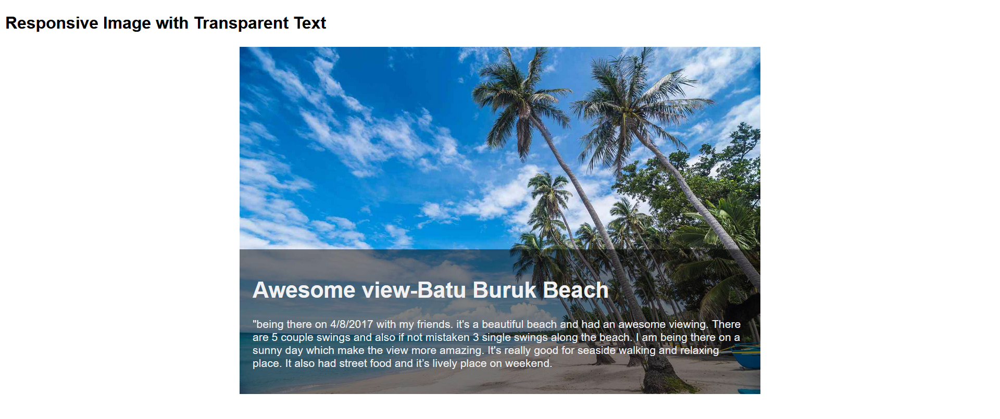 Responsive Image with Transparent Text
Awesome view-Batu Buruk Beach
"being there on 4/8/2017 with my friends. it's a beautiful beach and had an awesome viewing. There
are 5 couple swings and also if not mistaken 3 single swings along the beach. I am being there on a
sunny day which make the view more amazing. It's really good for seaside walking and relaxing
place. It also had street food and it’s lively place on weekend.